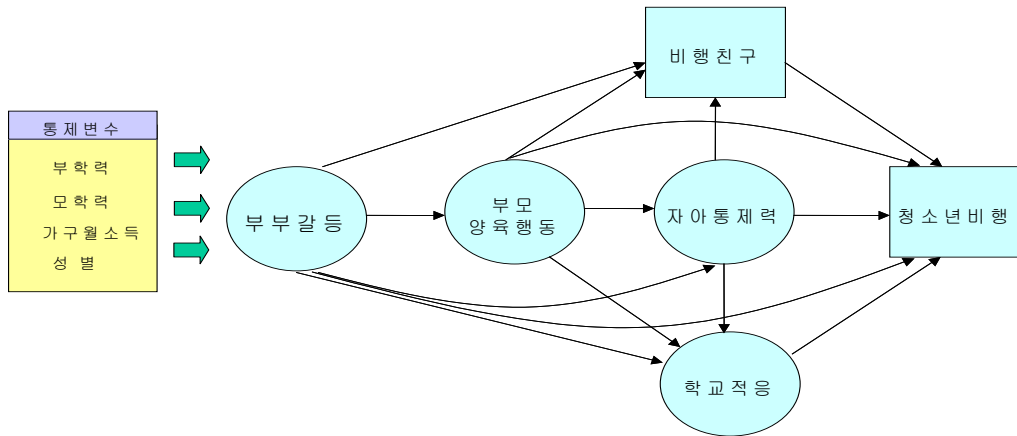 통제변수
부학력
모학력
가구월소득
성별
부부갈등
부모
양육행동
비행친구
자아통제력
학교적응
청소년비행